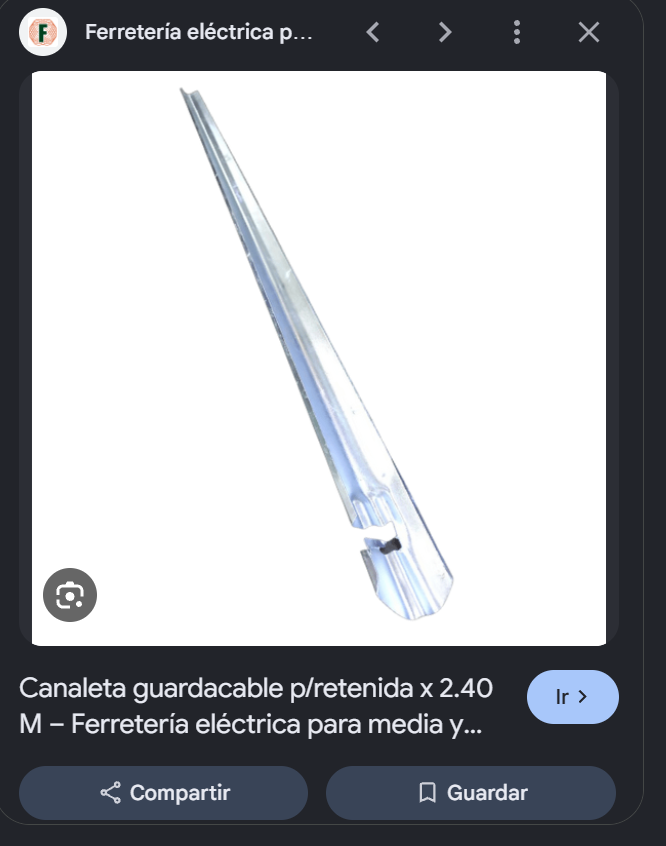 F
Ferretería eléctrica p...
Canaleta guardacable p/retenida x 2.40
M – Ferretería eléctrica para media y...
Ir
Compartir
Guardar